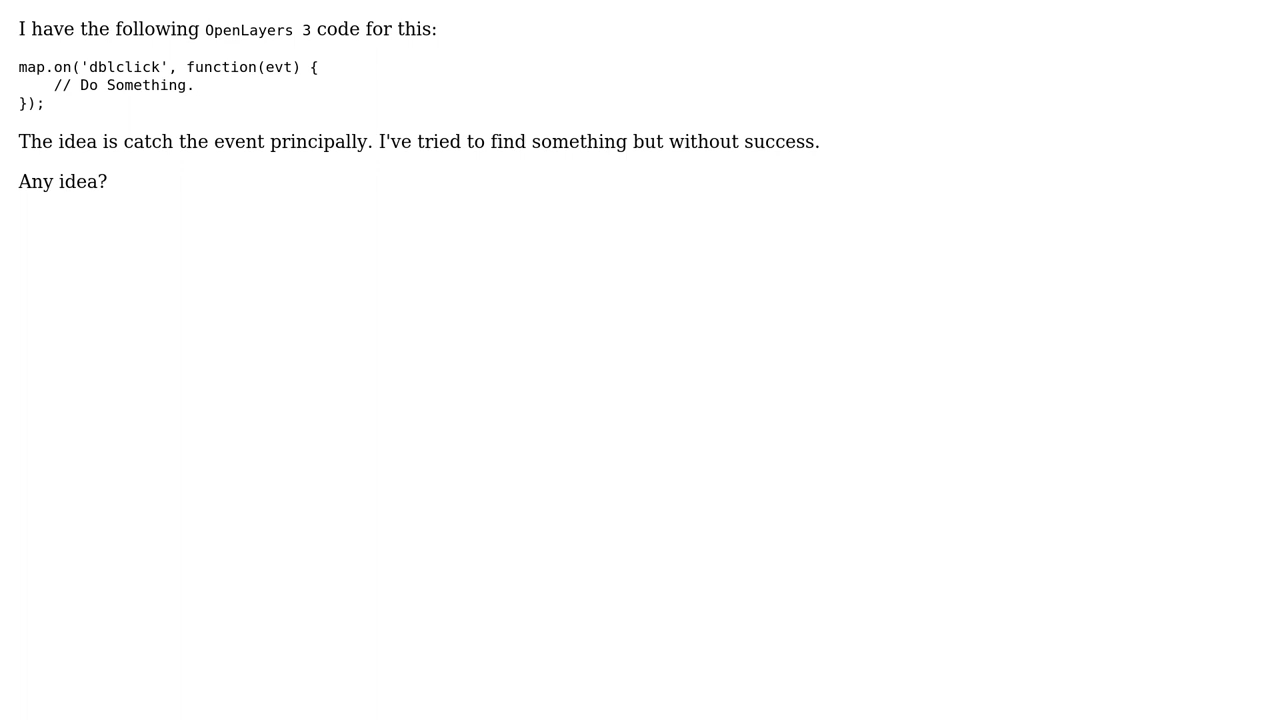 I have the following OpenLayers 3 code for this:
map.on('dblclick', function(evt) {
    // Do Something.
});
The idea is catch the event principally. I've tried to find something but without success.
Any idea?